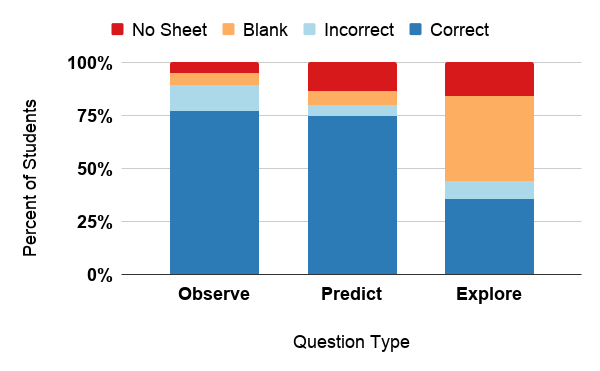 No Sheet Blank Incorrect Correct
100%
75%
50%
25%
0%
Percent of Students
Observe Predict Explore
Question Type